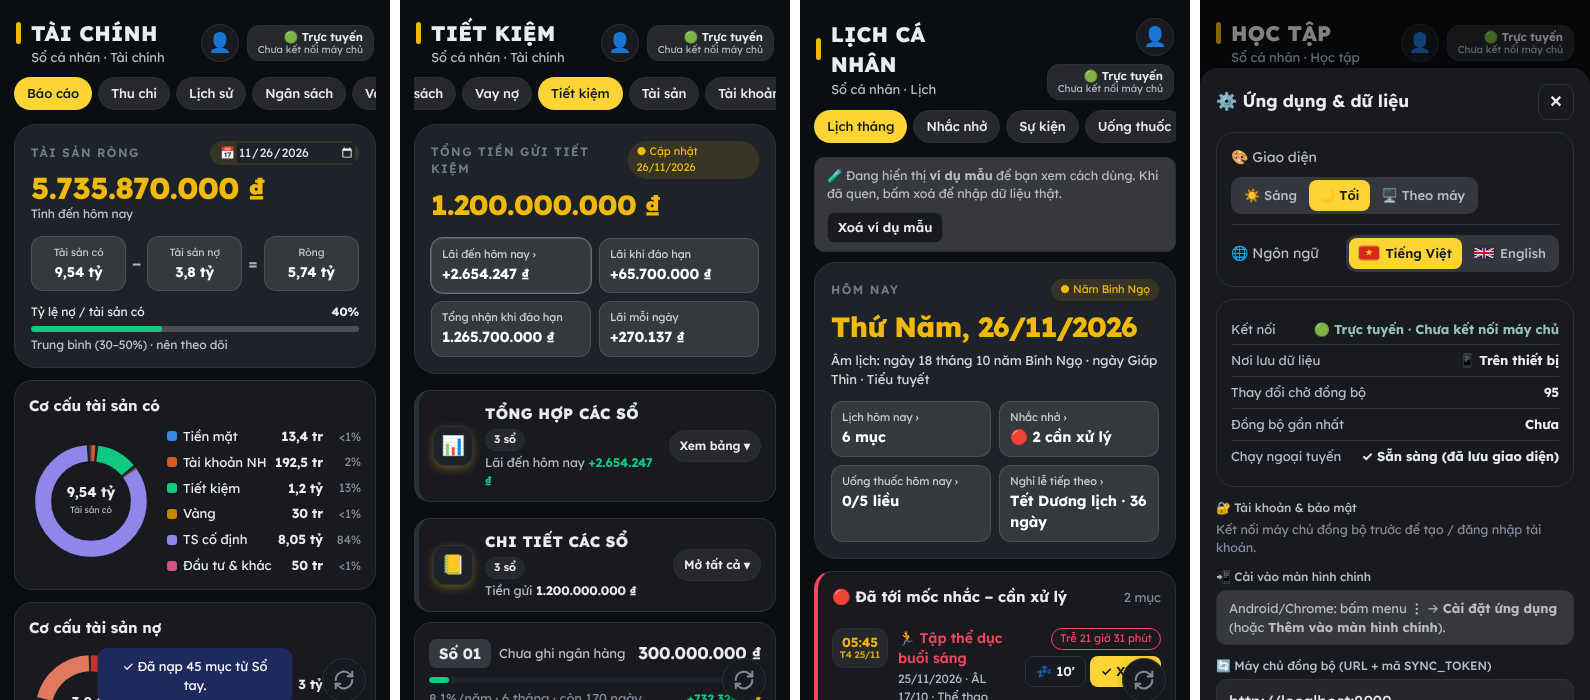 TÀI CHÍNH
Sổ cá nhân · Tài chính
Trực tuyến
Chưa kết nối máy chủ
Báo cáo
Thu chi
Lịch sử
Ngân sách
TÀI SẢN RÒNG
11/26/2026
5.735.870.000 ₫
Tính đến hôm nay
Tài sản có
9,54 tỷ
–
Tài sản nợ
3,8 tỷ
=
Ròng
5,74 tỷ
Tỷ lệ nợ / tài sản có
40%
Trung bình (30–50%) · nên theo dõi
Cơ cấu tài sản có
9,54 tỷ
Tài sản có
Tiền mặt 13,4 tr <1%
Tài khoản NH 192,5 tr 2%
Tiết kiệm 1,2 tỷ 13%
Vàng 30 tr <1%
TS cố định 8,05 tỷ 84%
Đầu tư & khác 50 tr <1%
Cơ cấu tài sản nợ
✓ Đã nạp 45 mục từ Sổ
tay.
3 tỷ
TIẾT KIỆM
Sổ cá nhân · Tài chính
Trực tuyến
Chưa kết nối máy chủ
sách
Vay nợ
Tiết kiệm
Tài sản
Tài khoản
TỔNG TIỀN GỬI TIẾT
KIỆM
Cập nhật
26/11/2026
1.200.000.000 ₫
Lãi đến hôm nay ›
+2.654.247 ₫
Lãi khi đáo hạn
+65.700.000 ₫
Tổng nhận khi đáo hạn
1.265.700.000 ₫
Lãi mỗi ngày
+270.137 ₫
TỔNG HỢP CÁC SỔ
3 sổ
Lãi đến hôm nay +2.654.247
₫
Xem bảng ▾
CHI TIẾT CÁC SỔ
3 sổ
Tiền gửi 1.200.000.000 ₫
Mở tất cả ▾
Sổ 01
Chưa ghi ngân hàng
300.000.000 ₫
8,1%/năm · 6 tháng · còn 170 ngày
LỊCH CÁ
NHÂN
Sổ cá nhân · Lịch
Trực tuyến
Chưa kết nối máy chủ
Lịch tháng
Nhắc nhở
Sự kiện
Uống thuốc
Đang hiển thị ví dụ mẫu để bạn xem cách dùng. Khi
đã quen, bấm xoá để nhập dữ liệu thật.
Xoá ví dụ mẫu
HÔM NAY
Năm Bính Ngọ
Thứ Năm, 26/11/2026
Âm lịch: ngày 18 tháng 10 năm Bính Ngọ · ngày Giáp
Thìn · Tiểu tuyết
Lịch hôm nay ›
6 mục
Nhắc nhở ›
2 cần xử lý
Uống thuốc hôm nay ›
0/5 liều
Nghỉ lễ tiếp theo ›
Tết Dương lịch · 36
ngày
Đã tới mốc nhắc – cần xử lý
2 mục
05:45
T4 25/11
Tập thể dục
buổi sáng
25/11/2026 · ÂL
17/10 · Thể thao
Trễ 21 giờ 31 phút
10'
HỌC TẬP
Sổ cá nhân · Học tập
Trực tuyến
Chưa kết nối máy chủ
Ứng dụng & dữ liệu
✕
Giao diện
Sáng
Tối
Theo máy
Ngôn ngữ
Tiếng Việt
English
Kết nối
Trực tuyến · Chưa kết nối máy chủ
Nơi lưu dữ liệu
Trên thiết bị
Thay đổi chờ đồng bộ
95
Đồng bộ gần nhất
Chưa
Chạy ngoại tuyến
✓ Sẵn sàng (đã lưu giao diện)
Tài khoản & bảo mật
Kết nối máy chủ đồng bộ trước để tạo / đăng nhập tài
khoản.
Cài vào màn hình chính
Android/Chrome: bấm menu ⋮ → Cài đặt ứng dụng
(hoặc Thêm vào màn hình chính).
Máy chủ đồng bộ (URL + mã SYNC_TOKEN)